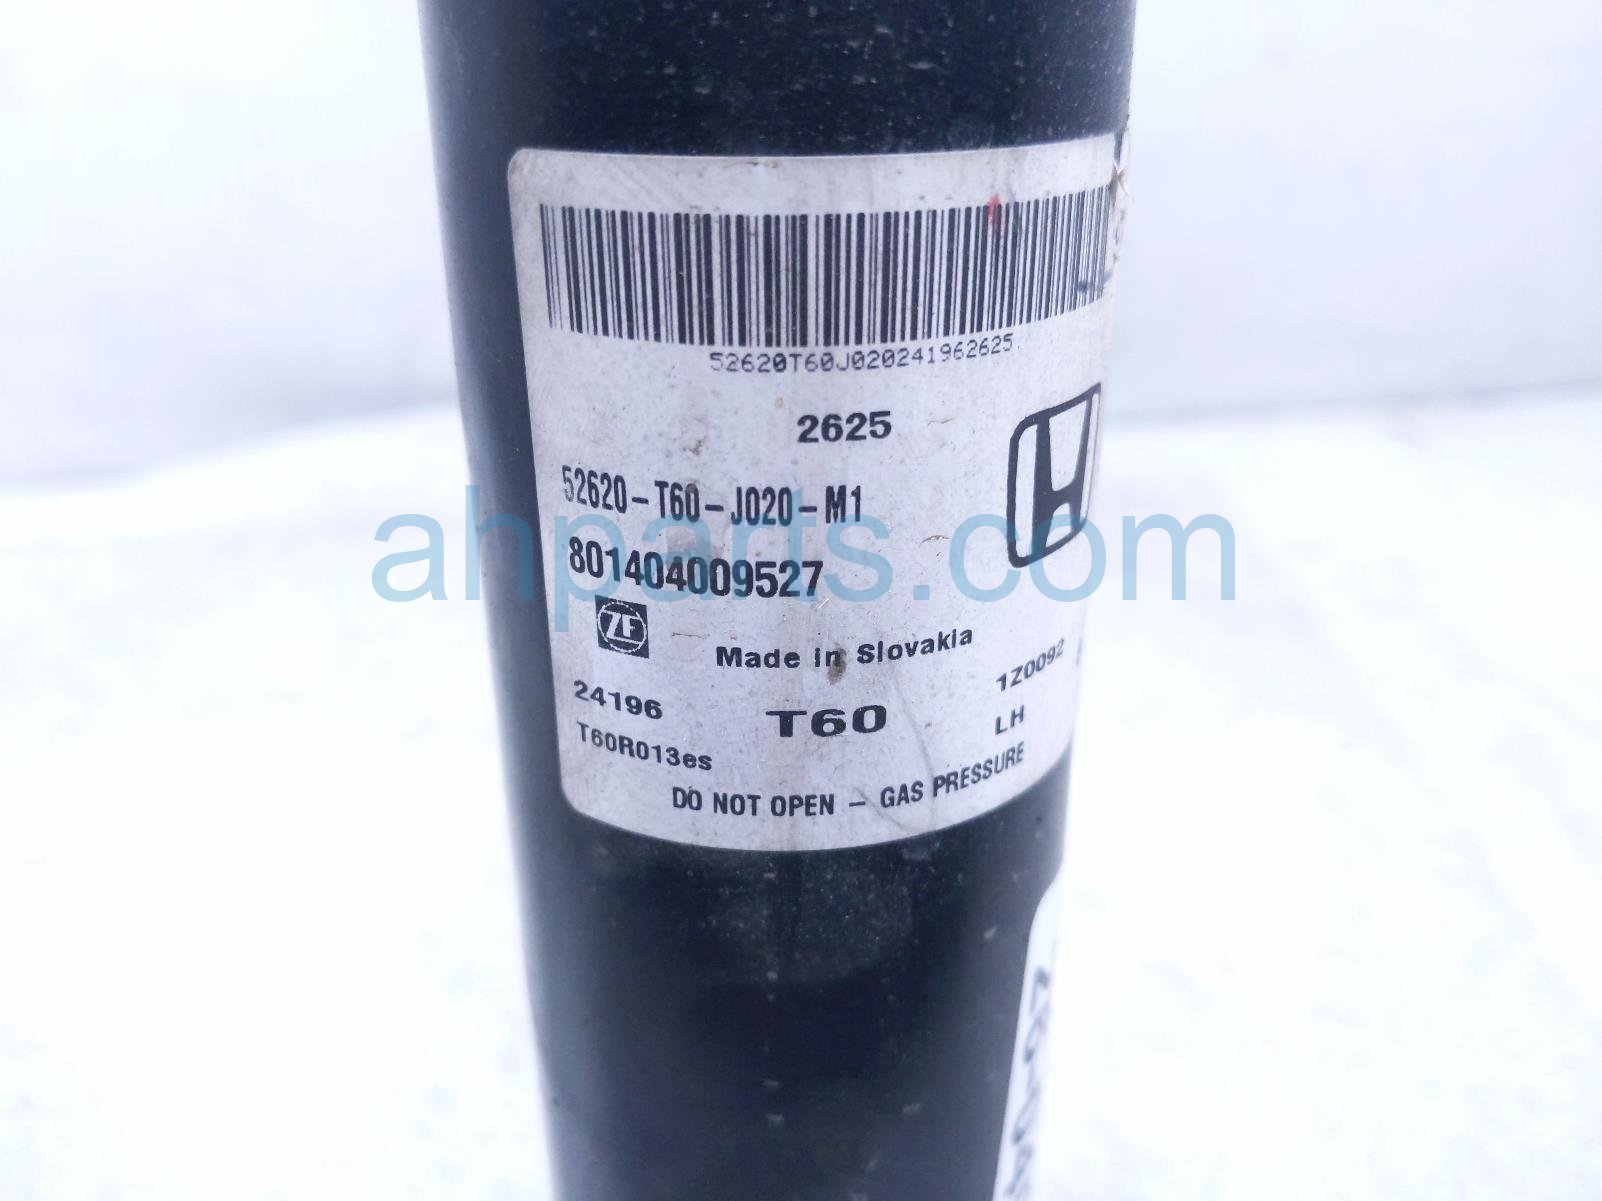 52620T60J020241962625
2625
52620-T60-J020-M1
801404009527
ZF
Made in Slovakia
24196
T60
1Z0092
LH
T60R013es
DO NOT OPEN - GAS PRESSURE
ahparts.com